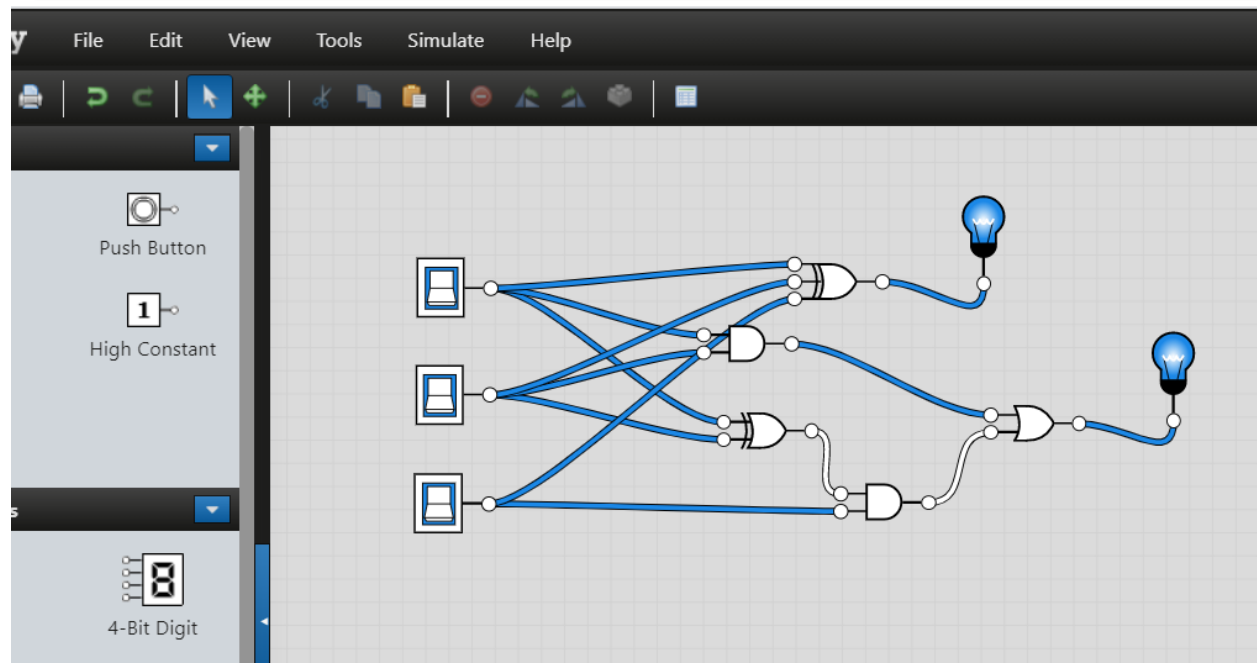 y File Edit View Tools Simulate Help
Push Button
1
High Constant
s
8
4-Bit Digit